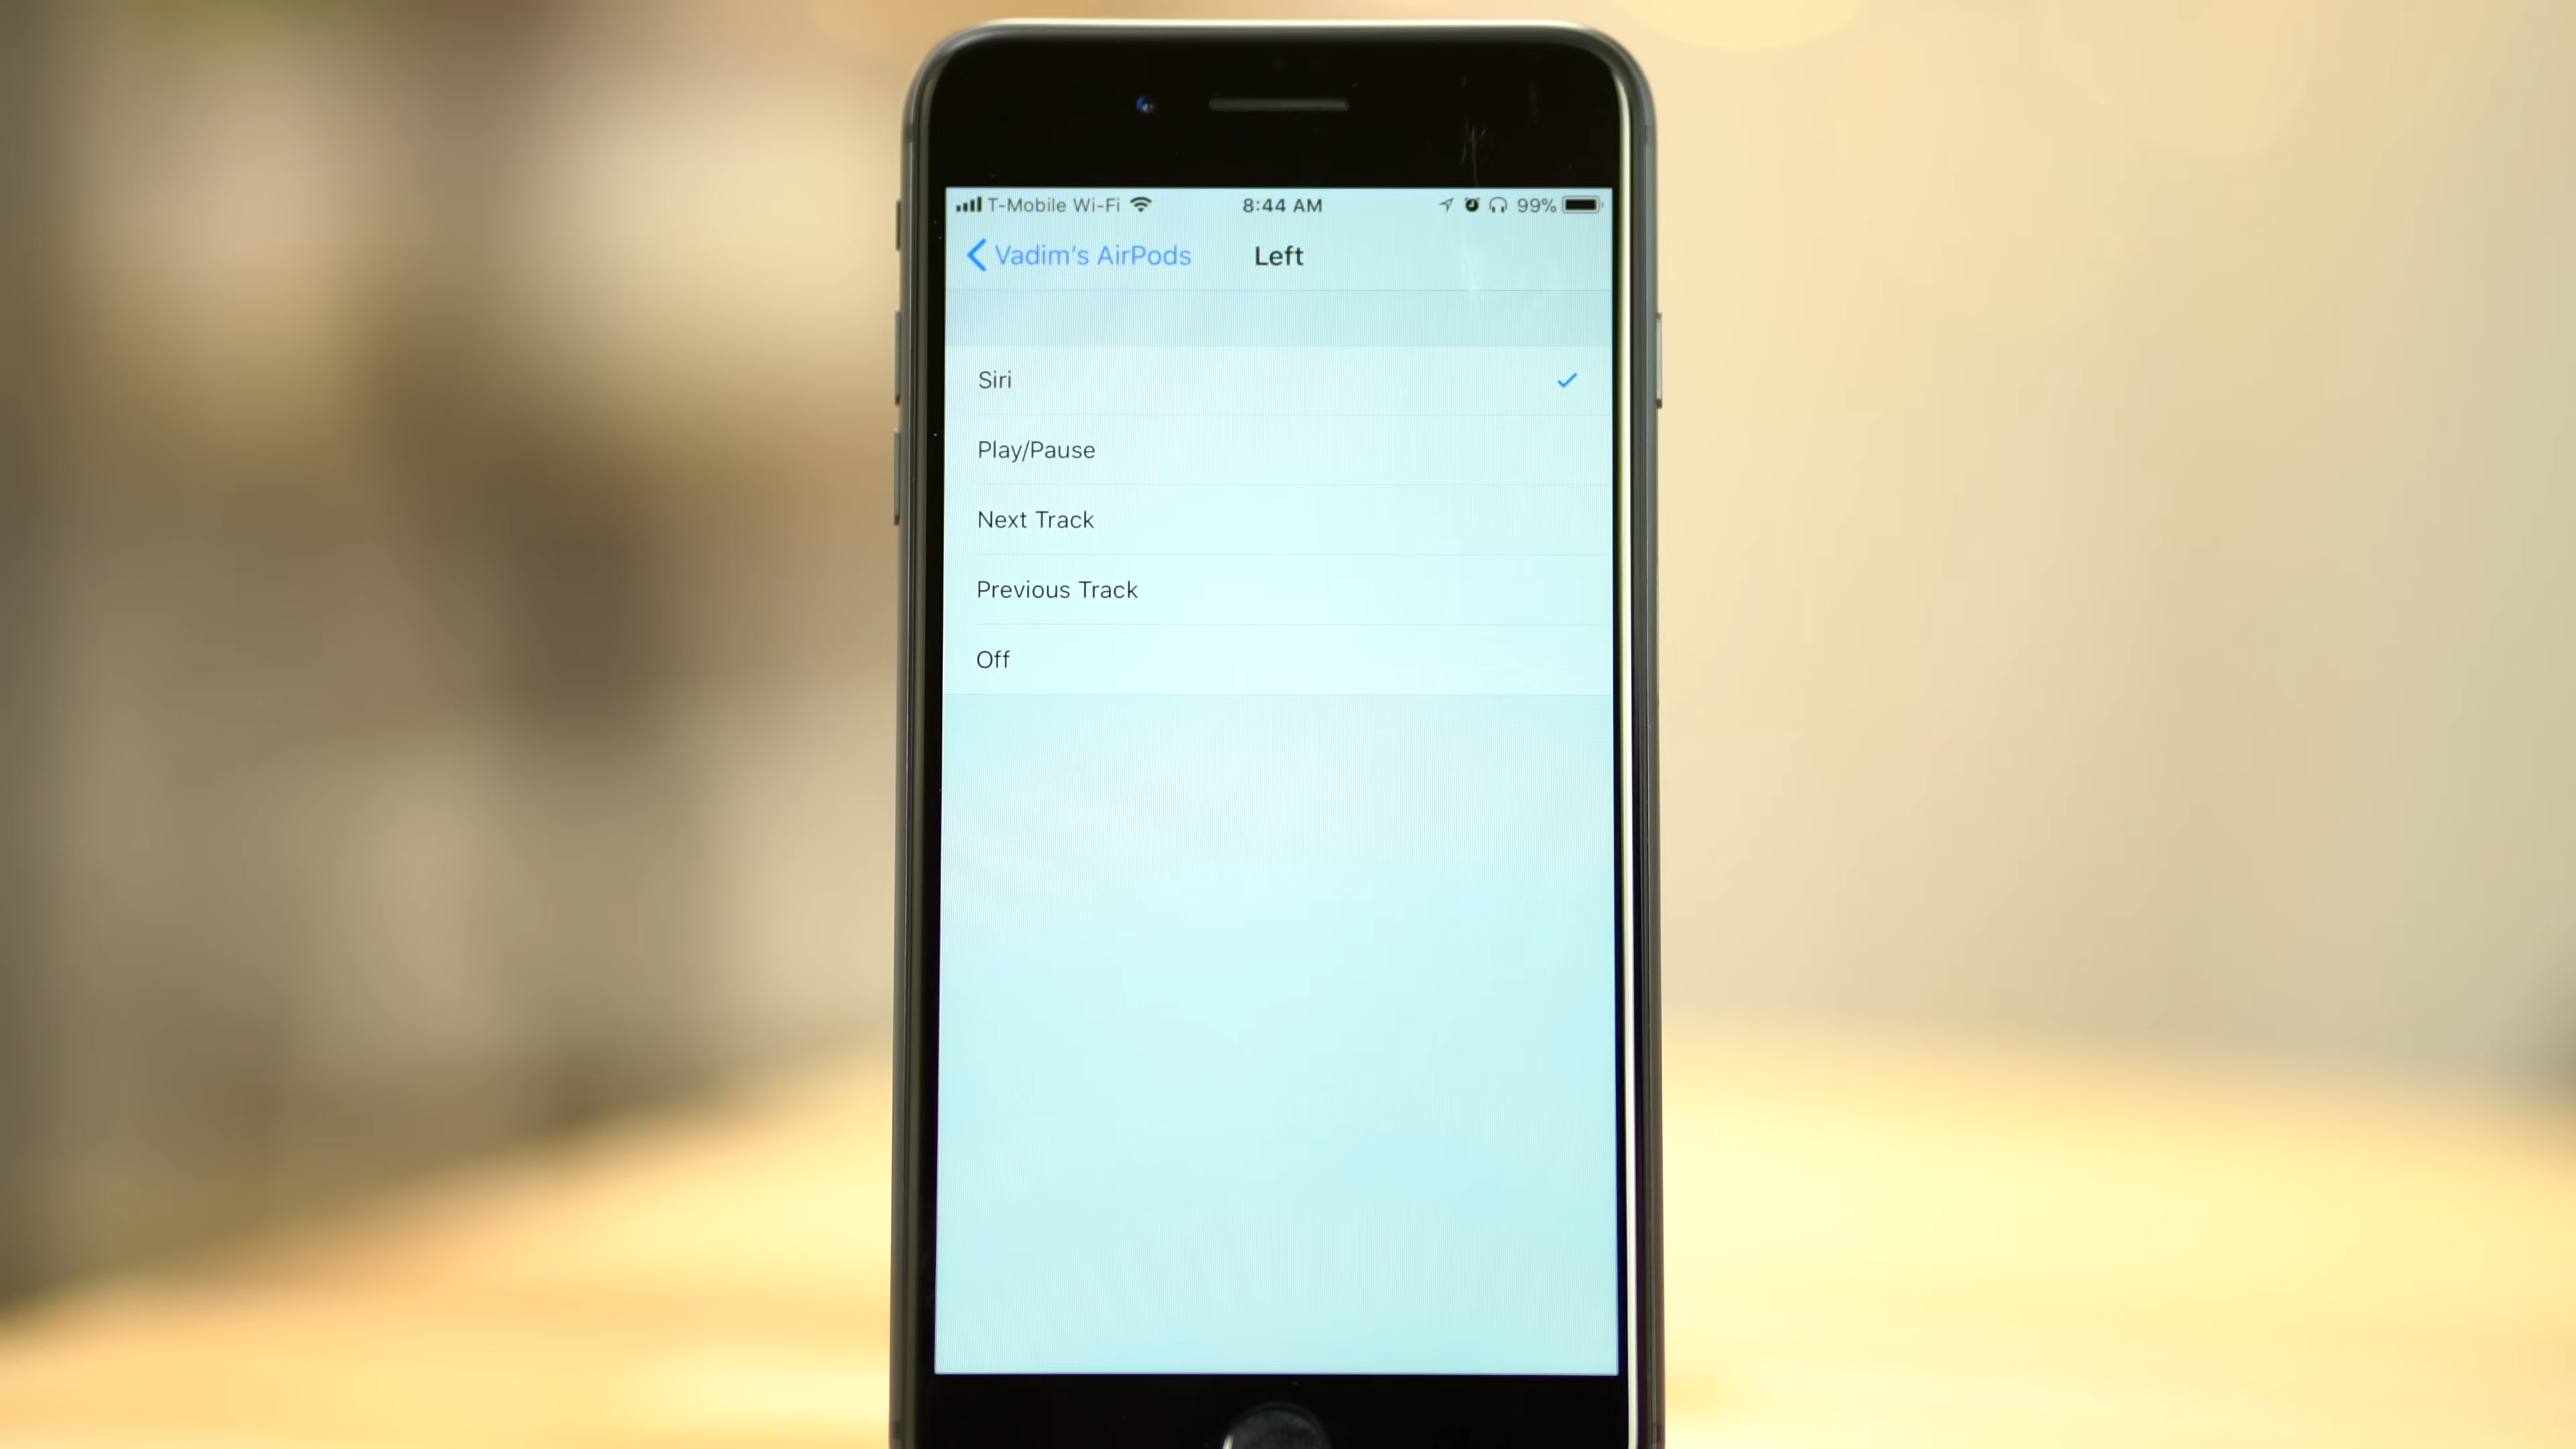 T-Mobile Wi-Fi 8:44 AM 99%
Vadim's AirPods Left
Siri
Play/Pause
Next Track
Previous Track
Off